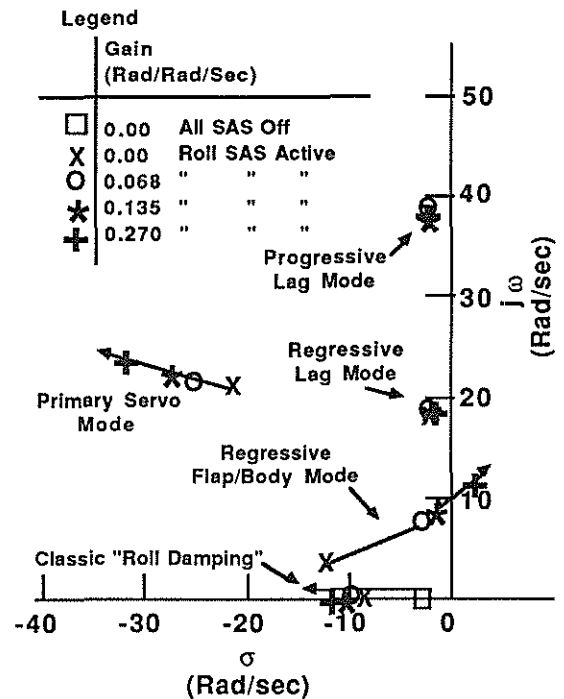 Legend
Gain
(Rad/Rad/Sec)
0.00 All SAS Off
0.00 Roll SAS Active
0.068 " " "
0.135 " " "
0.270 " " "
50
40
30
20
10
jω
(Rad/sec)
Progressive
Lag Mode
Regressive
Lag Mode
Primary Servo
Mode
Regressive
Flap/Body Mode
Classic "Roll Damping"
-40 -30 -20 -10 0
σ
(Rad/sec)